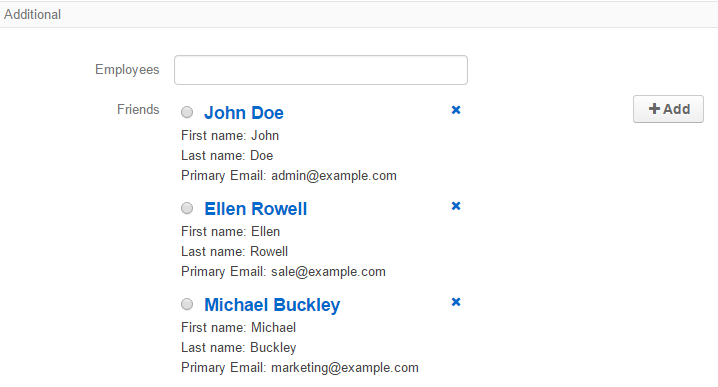 Additional
Employees
Friends
John Doe
Add
First name: John
Last name: Doe
Primary Email: admin@example.com
Ellen Rowell
First name: Ellen
Last name: Rowell
Primary Email: sale@example.com
Michael Buckley
First name: Michael
Last name: Buckley
Primary Email: marketing@example.com